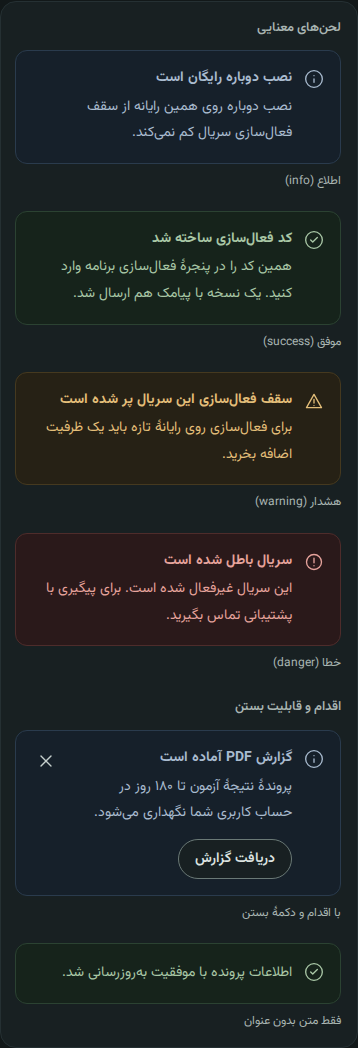 لحن‌های معنایی
نصب دوباره رایگان است
نصب دوباره روی همین رایانه از سقف
فعال‌سازی سریال کم نمی‌کند.
اطلاع (info)
کد فعال‌سازی ساخته شد
همین کد را در پنجرهٔ فعال‌سازی برنامه وارد
کنید. یک نسخه با پیامک هم ارسال شد.
موفق (success)
سقف فعال‌سازی این سریال پر شده است
برای فعال‌سازی روی رایانهٔ تازه باید یک ظرفیت
اضافه بخرید.
هشدار (warning)
سریال باطل شده است
این سریال غیرفعال شده است. برای پیگیری با
پشتیبانی تماس بگیرید.
خطا (danger)
اقدام و قابلیت بستن
گزارش PDF آماده است
پروندهٔ نتیجهٔ آزمون تا ۱۸۰ روز در
حساب کاربری شما نگهداری می‌شود.
دریافت گزارش
با اقدام و دکمهٔ بستن
اطلاعات پرونده با موفقیت به‌روزرسانی شد.
فقط متن بدون عنوان